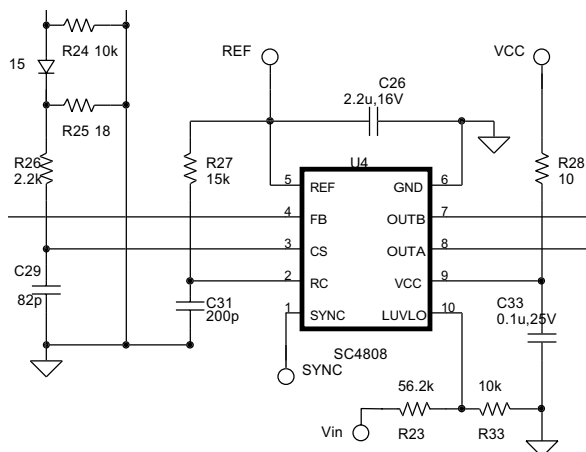 R24 10k
15
REF
VCC
C26
2.2u,16V
R25 18
U4
R26
2.2k
R27
15k
R28
10
5 REF GND 6
4 FB OUTB 7
3 CS OUTA 8
2 RC VCC 9
1 SYNC LUVLO 10
C29
82p
C31
200p
C33
0.1u,25V
SC4808
SYNC
56.2k
10k
Vin
R23
R33